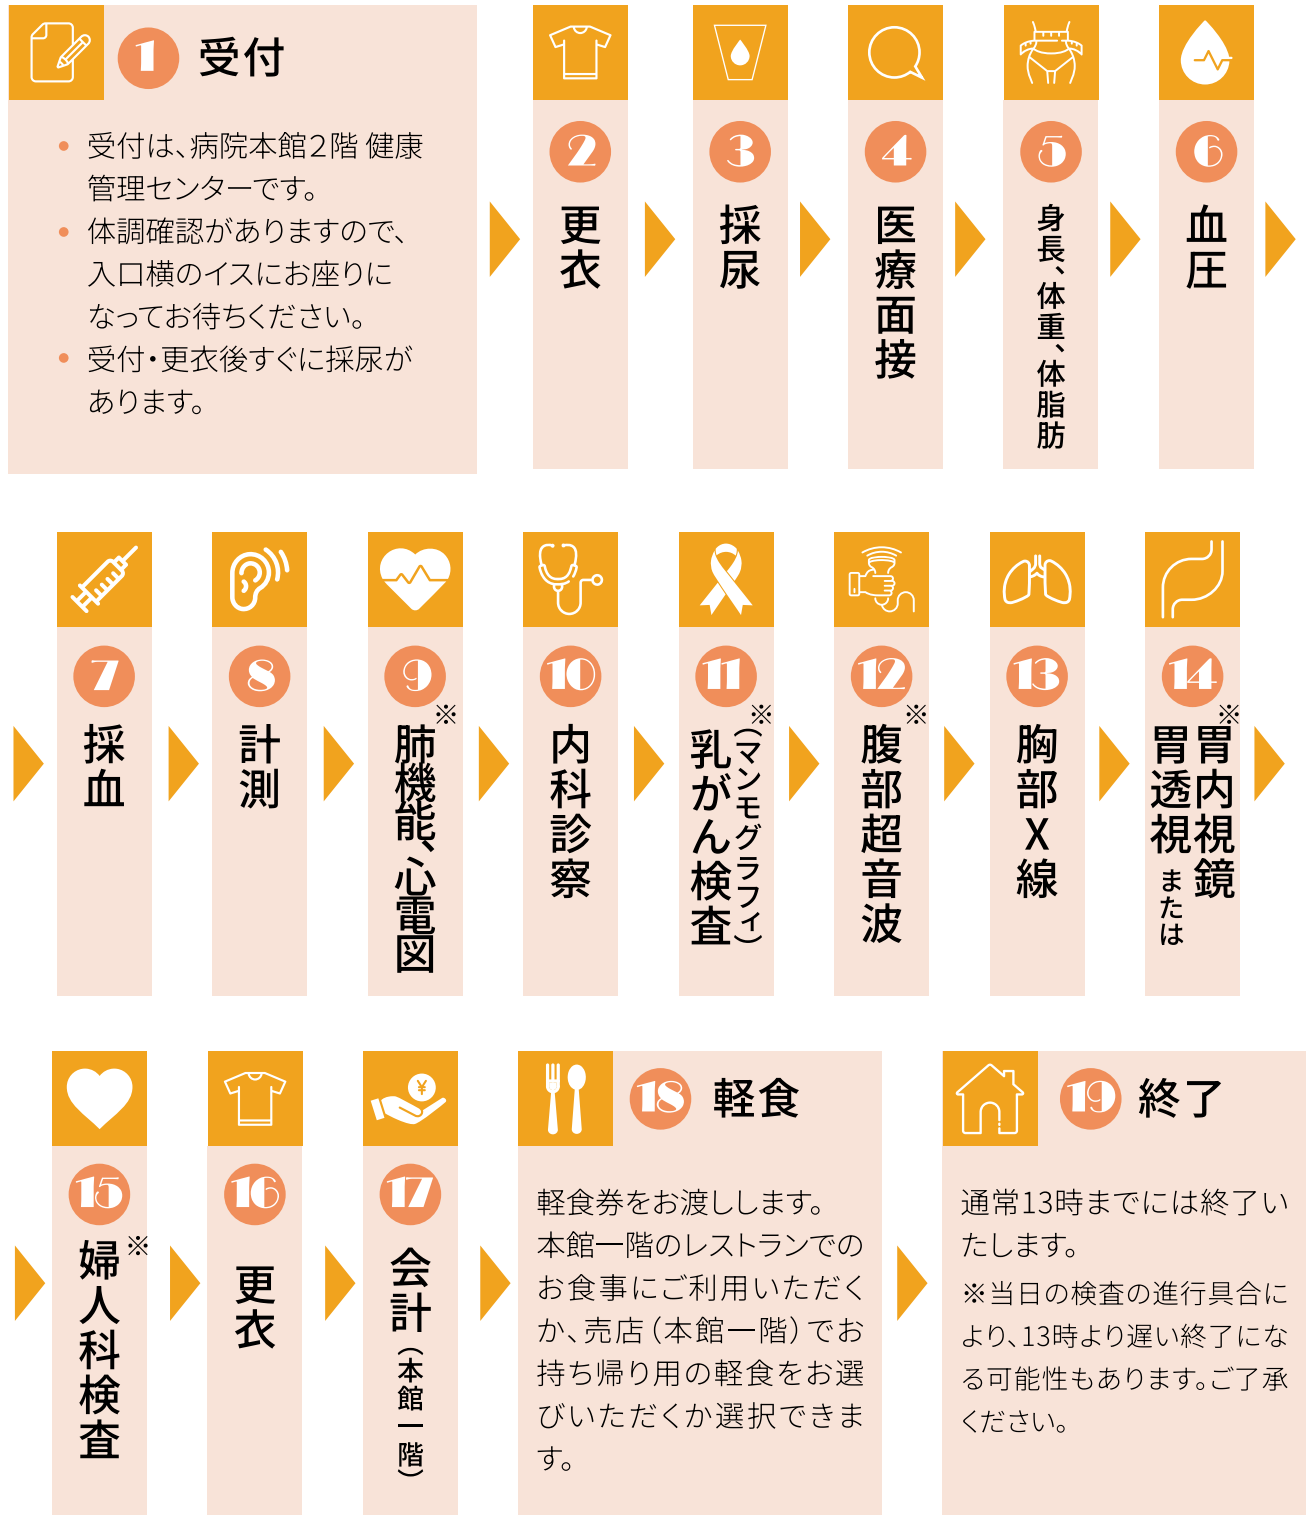 1 受付
• 受付は、病院本館2階 健康
管理センターです。
• 体調確認がありますので、
入口横のイスにお座りに
なってお待ちください。
• 受付・更衣後すぐに採尿が
あります。
2
更衣
3
採尿
4
医療面接
5
身長、体重、体脂肪
6
血圧
7
採血
8
計測
9
※
肺機能、心電図
10
内科診察
11
※
乳がん検査
（マンモグラフィ）
12
※
腹部超音波
13
胸部X線
14
※
胃内視鏡
または
胃透視
15
※
婦人科検査
16
更衣
¥
17
会計（本館一階）
18 軽食
軽食券をお渡しします。
本館一階のレストランでの
お食事にご利用いただく
か、売店（本館一階）でお
持ち帰り用の軽食をお選
びいただくか選択できま
す。
19 終了
通常13時までには終了い
たします。
※当日の検査の進行具合に
より、13時より遅い終了にな
る可能性もあります。ご了承
ください。